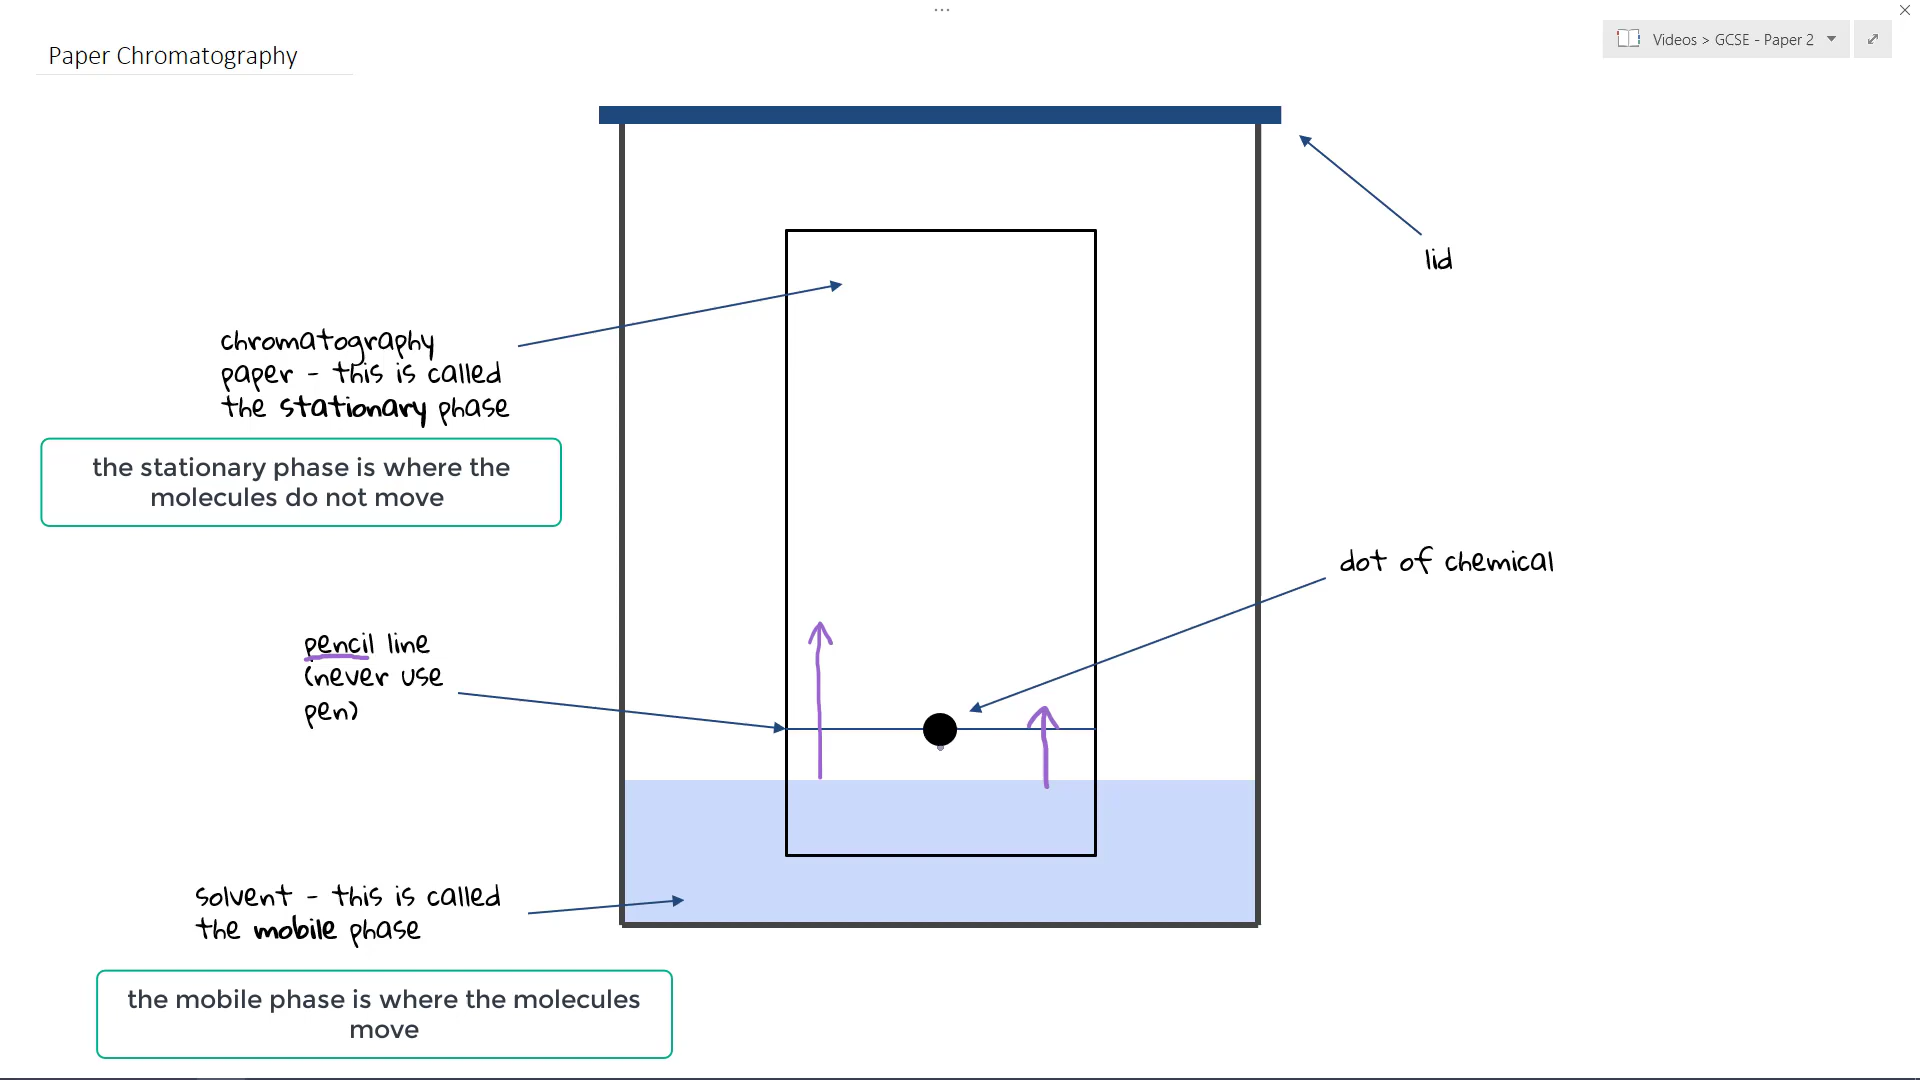 Paper Chromatography
Videos > GCSE - Paper 2
lid
chromatography
paper - this is called
the stationary phase
the stationary phase is where the
molecules do not move
dot of chemical
pencil line
(never use
pen)
solvent - this is called
the mobile phase
the mobile phase is where the molecules
move